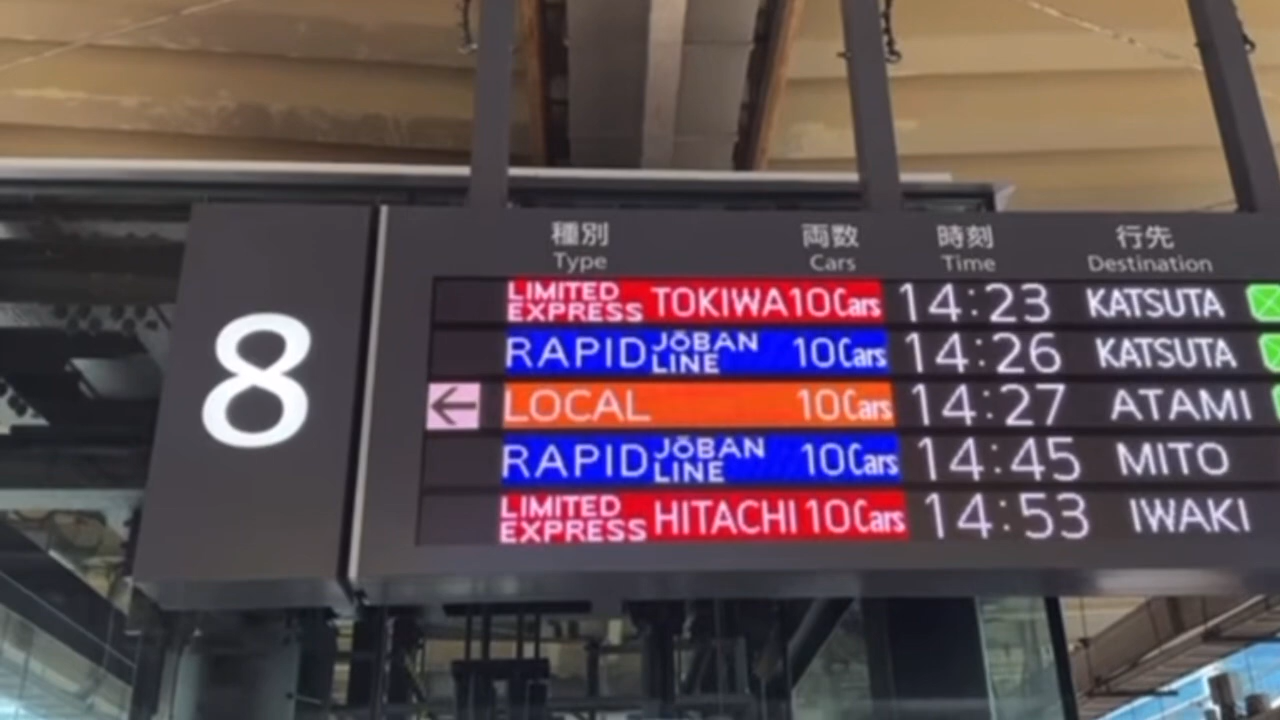 8
種別 両数 時刻 行先
Type Cars Time Destination
LIMITED EXPRESS TOKIWA 10Cars 14:23 KATSUTA
RAPID JŌBAN LINE 10Cars 14:26 KATSUTA
← LOCAL 10Cars 14:27 ATAMI
RAPID JŌBAN LINE 10Cars 14:45 MITO
LIMITED EXPRESS HITACHI 10Cars 14:53 IWAKI